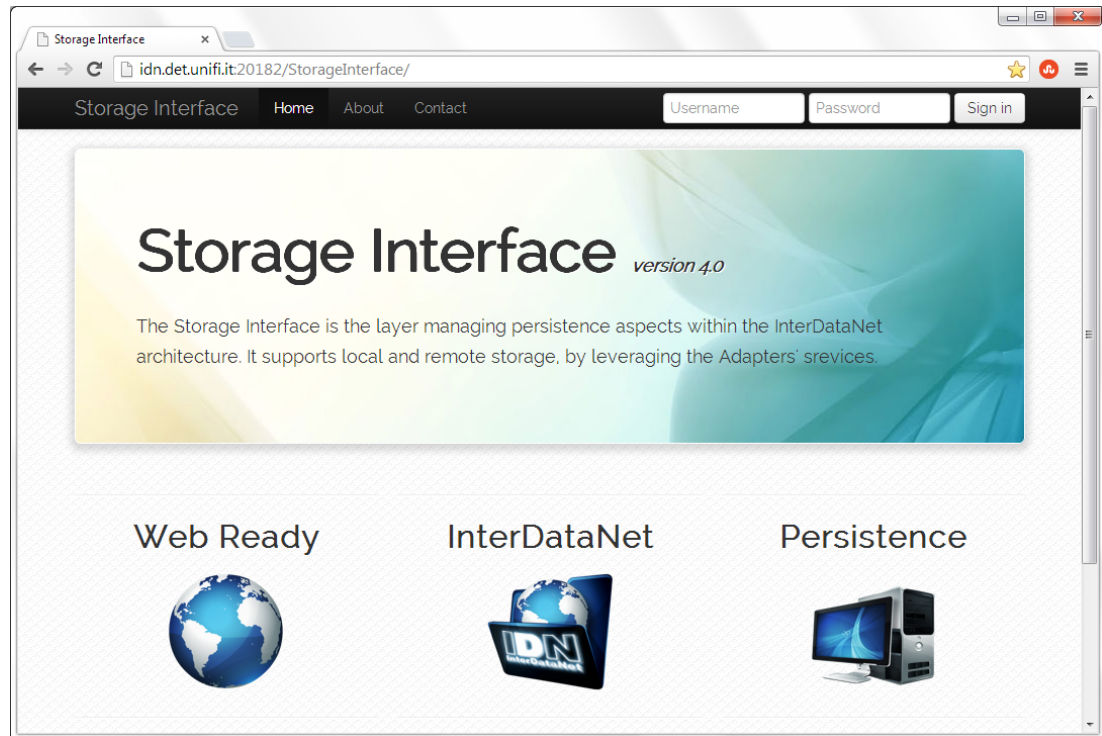 Storage Interface
idn.det.unifi.it:20182/StorageInterface/
Storage Interface Home About Contact Username Password Sign in
Storage Interface version 4.0
The Storage Interface is the layer managing persistence aspects within the InterDataNet
architecture. It supports local and remote storage, by leveraging the Adapters' srevices.
Web Ready InterDataNet Persistence
IDN
InterDataNet